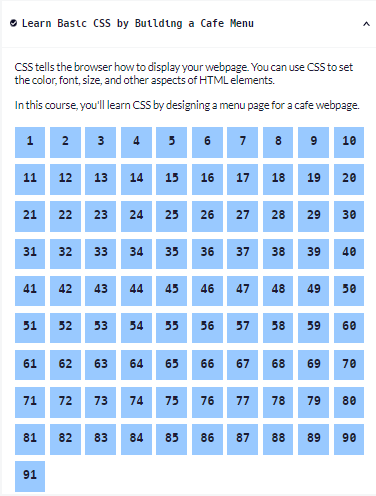 Learn Basic CSS by Building a Cafe Menu
CSS tells the browser how to display your webpage. You can use CSS to set
the color, font, size, and other aspects of HTML elements.
In this course, you'll learn CSS by designing a menu page for a cafe webpage.
1 2 3 4 5 6 7 8 9 10
11 12 13 14 15 16 17 18 19 20
21 22 23 24 25 26 27 28 29 30
31 32 33 34 35 36 37 38 39 40
41 42 43 44 45 46 47 48 49 50
51 52 53 54 55 56 57 58 59 60
61 62 63 64 65 66 67 68 69 70
71 72 73 74 75 76 77 78 79 80
81 82 83 84 85 86 87 88 89 90
91